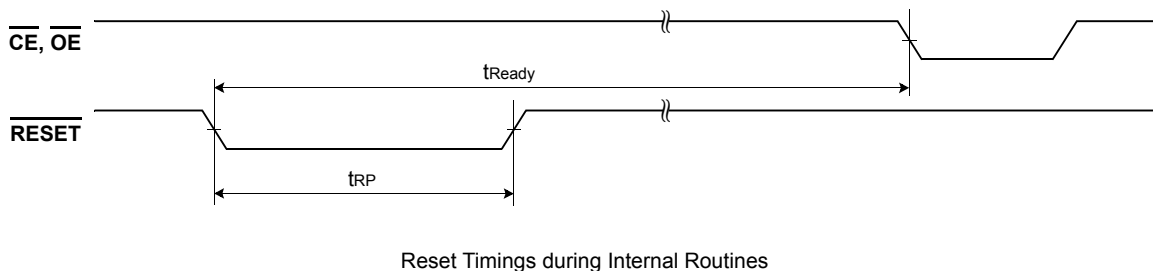 CE, OE
tReady
RESET
tRP
Reset Timings during Internal Routines